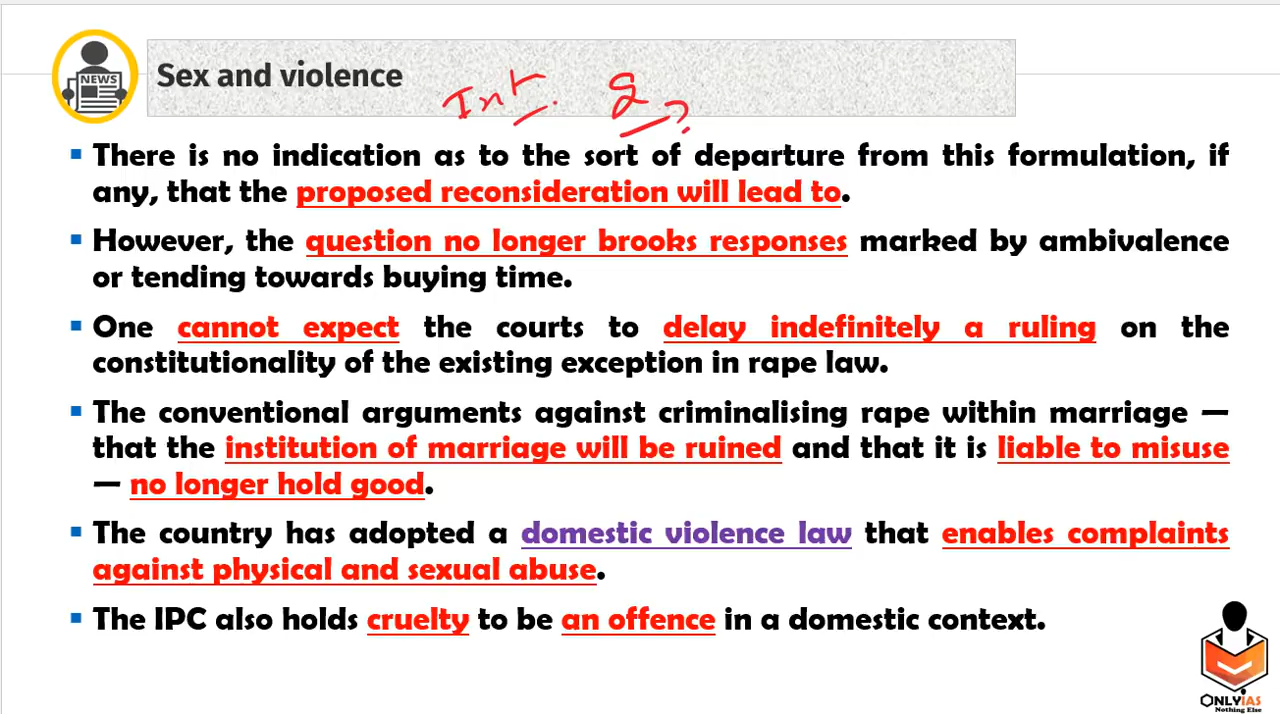 NEWS
Sex and violence
Int. Q ?
▪ There is no indication as to the sort of departure from this formulation, if
any, that the proposed reconsideration will lead to.
▪ However, the question no longer brooks responses marked by ambivalence
or tending towards buying time.
▪ One cannot expect the courts to delay indefinitely a ruling on the
constitutionality of the existing exception in rape law.
▪ The conventional arguments against criminalising rape within marriage —
that the institution of marriage will be ruined and that it is liable to misuse
— no longer hold good.
▪ The country has adopted a domestic violence law that enables complaints
against physical and sexual abuse.
▪ The IPC also holds cruelty to be an offence in a domestic context.
ONLYIAS
Nothing Else